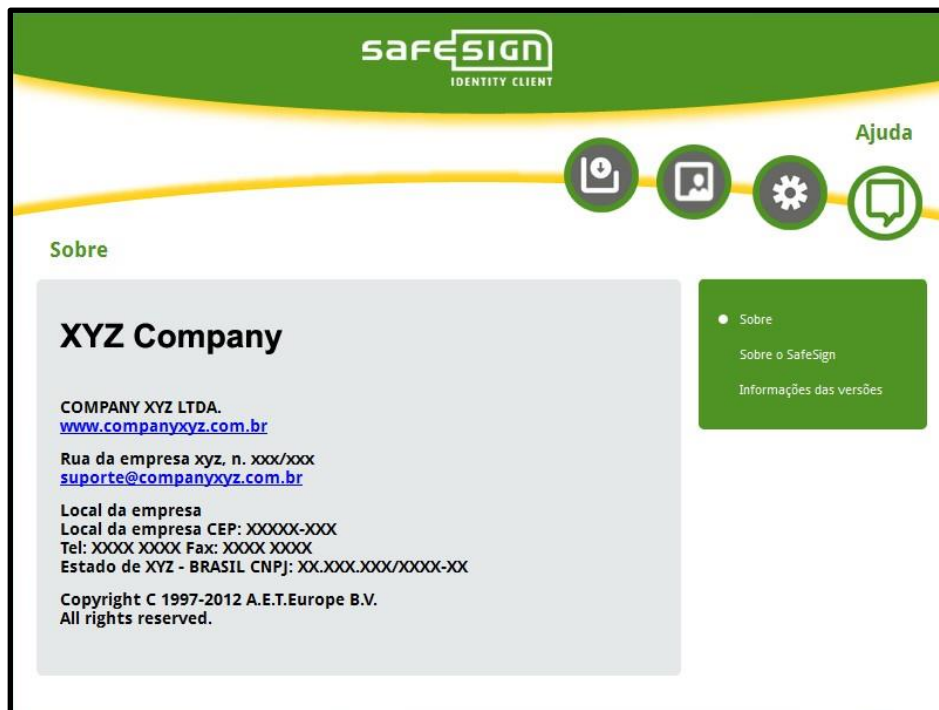 safesign
IDENTITY CLIENT
Ajuda
Sobre
XYZ Company
COMPANY XYZ LTDA.
www.companyxyz.com.br
Rua da empresa xyz, n. xxx/xxx
suporte@companyxyz.com.br
Local da empresa
Local da empresa CEP: XXXXX-XXX
Tel: XXXX XXXX Fax: XXXX XXXX
Estado de XYZ - BRASIL CNPJ: XX.XXX.XXX/XXXX-XX
Copyright C 1997-2012 A.E.T.Europe B.V.
All rights reserved.
Sobre
Sobre o SafeSign
Informações das versões